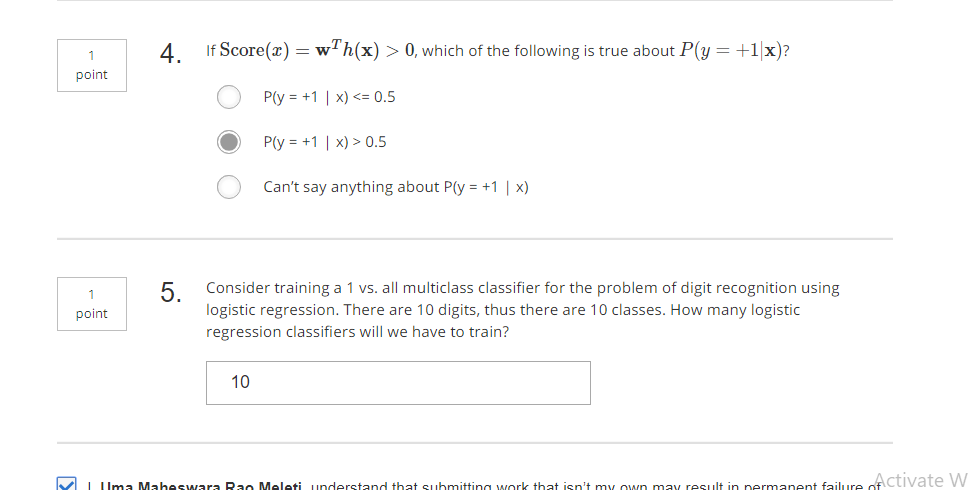 1
point
4.
If Score(x) = w^T h(x) > 0, which of the following is true about P(y = +1|x)?
P(y = +1 | x) <= 0.5
P(y = +1 | x) > 0.5
Can't say anything about P(y = +1 | x)
1
point
5.
Consider training a 1 vs. all multiclass classifier for the problem of digit recognition using
logistic regression. There are 10 digits, thus there are 10 classes. How many logistic
regression classifiers will we have to train?
10
I, Uma Maheswara Rao Meleti, understand that submitting work that isn't my own may result in permanent failure of
Activate W